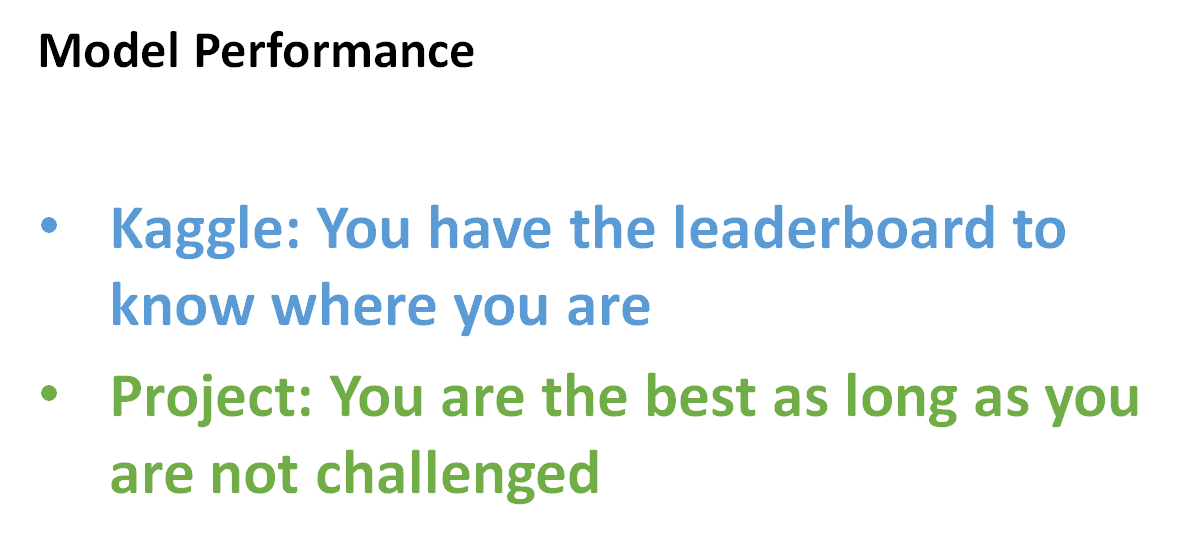 Model Performance
• Kaggle: You have the leaderboard to
know where you are
• Project: You are the best as long as you
are not challenged